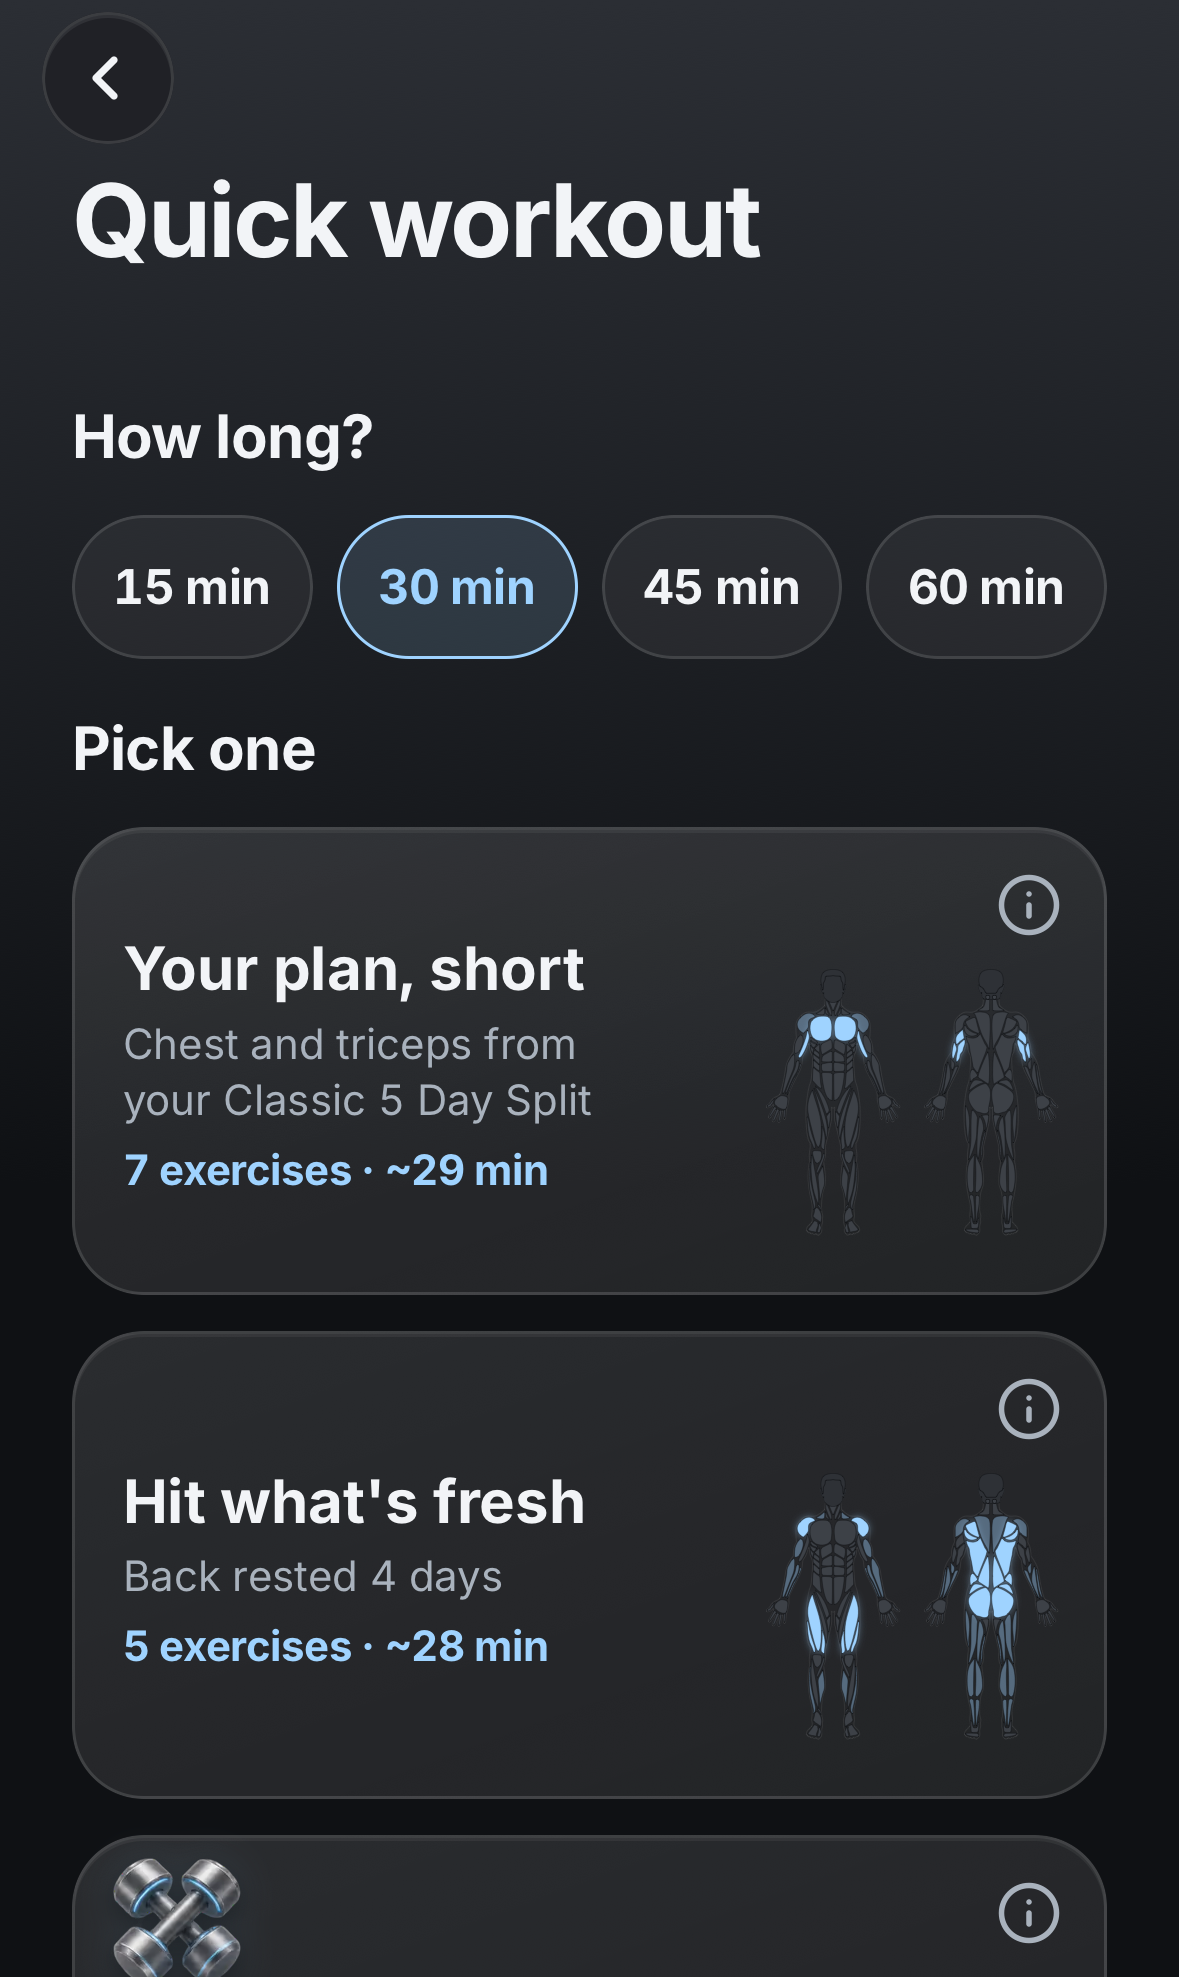 Quick workout
How long?
15 min 30 min 45 min 60 min
Pick one
Your plan, short
Chest and triceps from
your Classic 5 Day Split
7 exercises · ~29 min
Hit what's fresh
Back rested 4 days
5 exercises · ~28 min